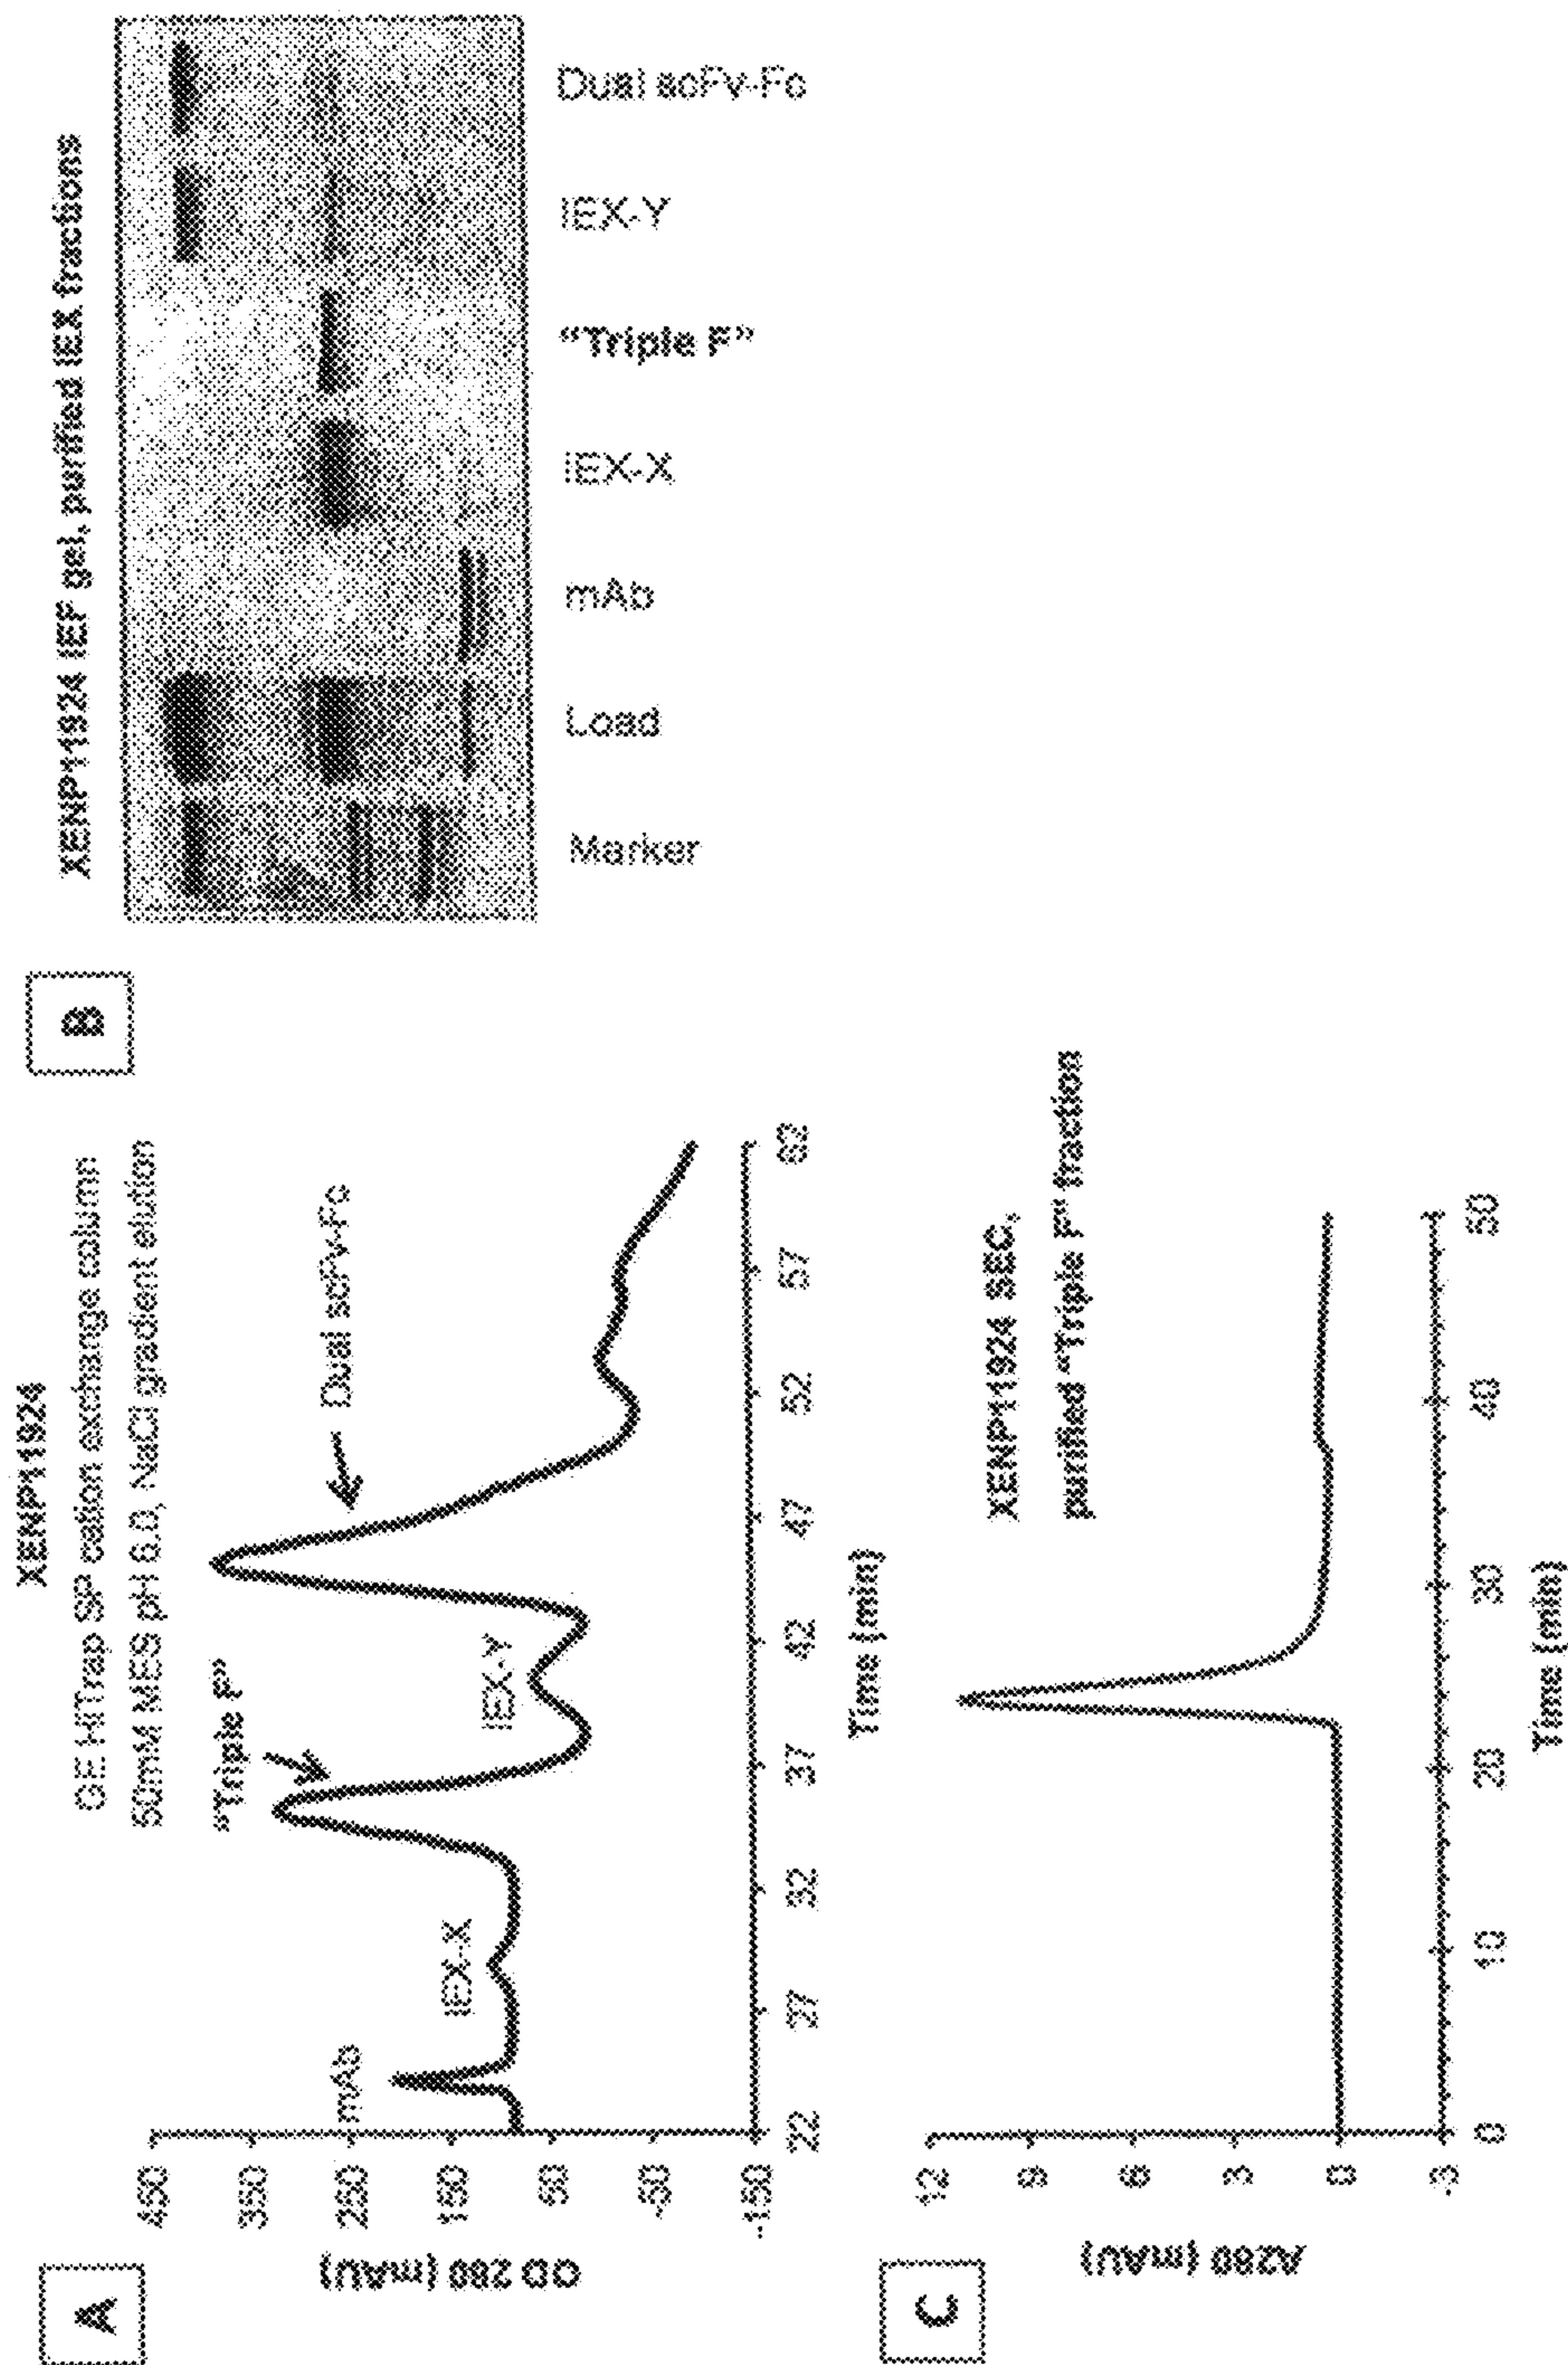 A
XENP11924
GE HiTrap SP cation exchange column
50mM MES pH 6.0, NaCl gradient elution
OD 280 (mAU)
450
350
250
150
50
-50
-150
mAb
IEX-X
"Triple F"
IEX-Y
Dual scFv-Fc
22
27
32
37
42
47
52
57
62
Time (min)
B
XENP11924 IEF gel, purified IEX fractions
Marker
Load
mAb
IEX-X
"Triple F"
IEX-Y
Dual scFv-Fc
C
XENP11924 SEC,
purified "Triple F" fraction
A280 (mAU)
12
9
6
3
0
-3
0
10
20
30
40
50
Time (min)